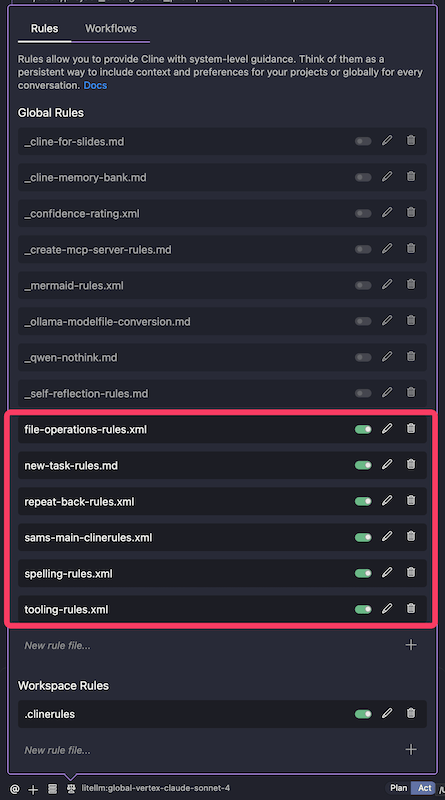 Rules Workflows
Rules allow you to provide Cline with system-level guidance. Think of them as a
persistent way to include context and preferences for your projects or globally for every
conversation. Docs
Global Rules
_cline-for-slides.md
_cline-memory-bank.md
_confidence-rating.xml
_create-mcp-server-rules.md
_mermaid-rules.xml
_ollama-modelfile-conversion.md
_qwen-nothink.md
_self-reflection-rules.md
file-operations-rules.xml
new-task-rules.md
repeat-back-rules.xml
sams-main-clinerules.xml
spelling-rules.xml
tooling-rules.xml
New rule file...
Workspace Rules
.clinerules
New rule file...
@ litellm:global-vertex-claude-sonnet-4 Plan Act